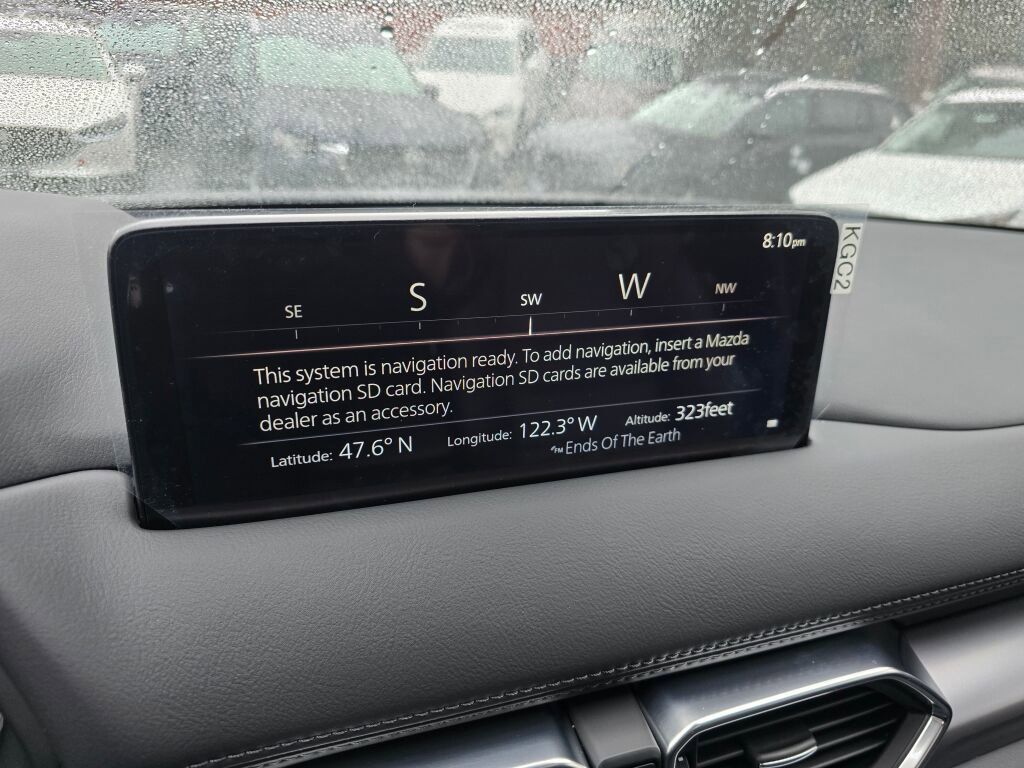 8:10pm
SE S SW W NW
This system is navigation ready. To add navigation, insert a Mazda
navigation SD card. Navigation SD cards are available from your
dealer as an accessory.
Latitude: 47.6° N Longitude: 122.3° W Altitude: 323feet
FM Ends Of The Earth
KGC2